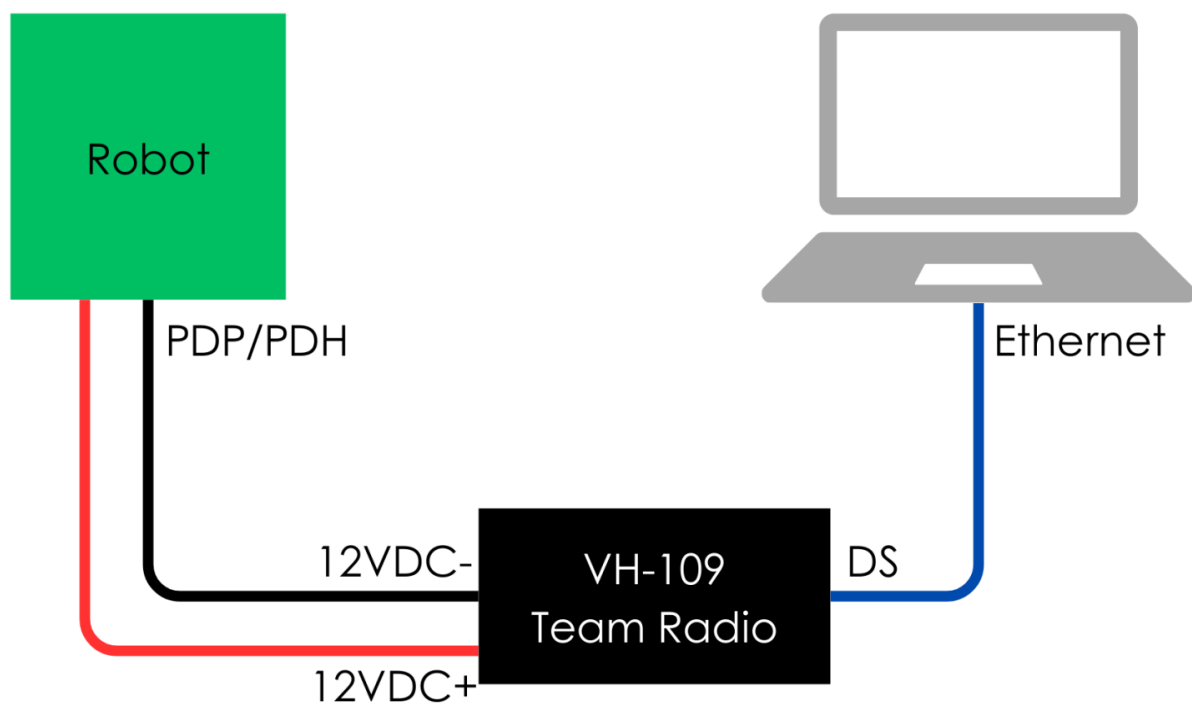 Robot
PDP/PDH
Ethernet
12VDC-
VH-109
Team Radio
DS
12VDC+